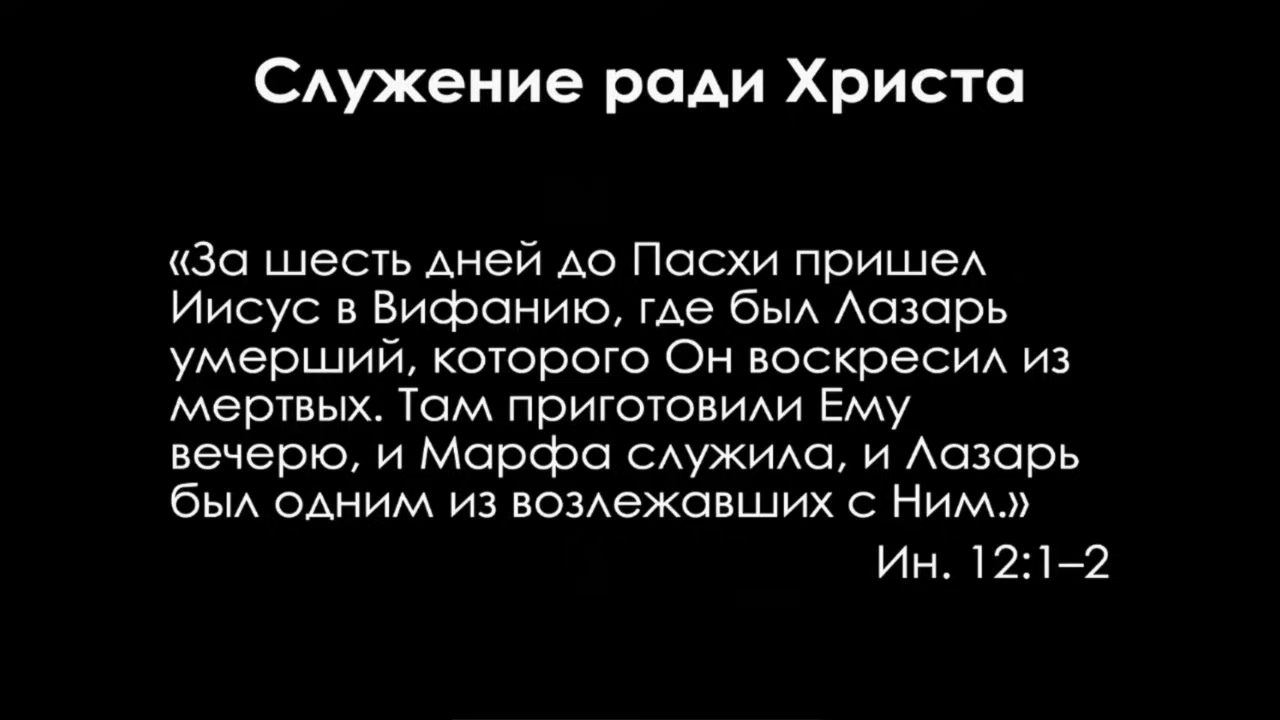 Служение ради Христа
«За шесть дней до Пасхи пришел
Иисус в Вифанию, где был Лазарь
умерший, которого Он воскресил из
мертвых. Там приготовили Ему
вечерю, и Марфа служила, и Лазарь
был одним из возлежавших с Ним.»
Ин. 12:1–2